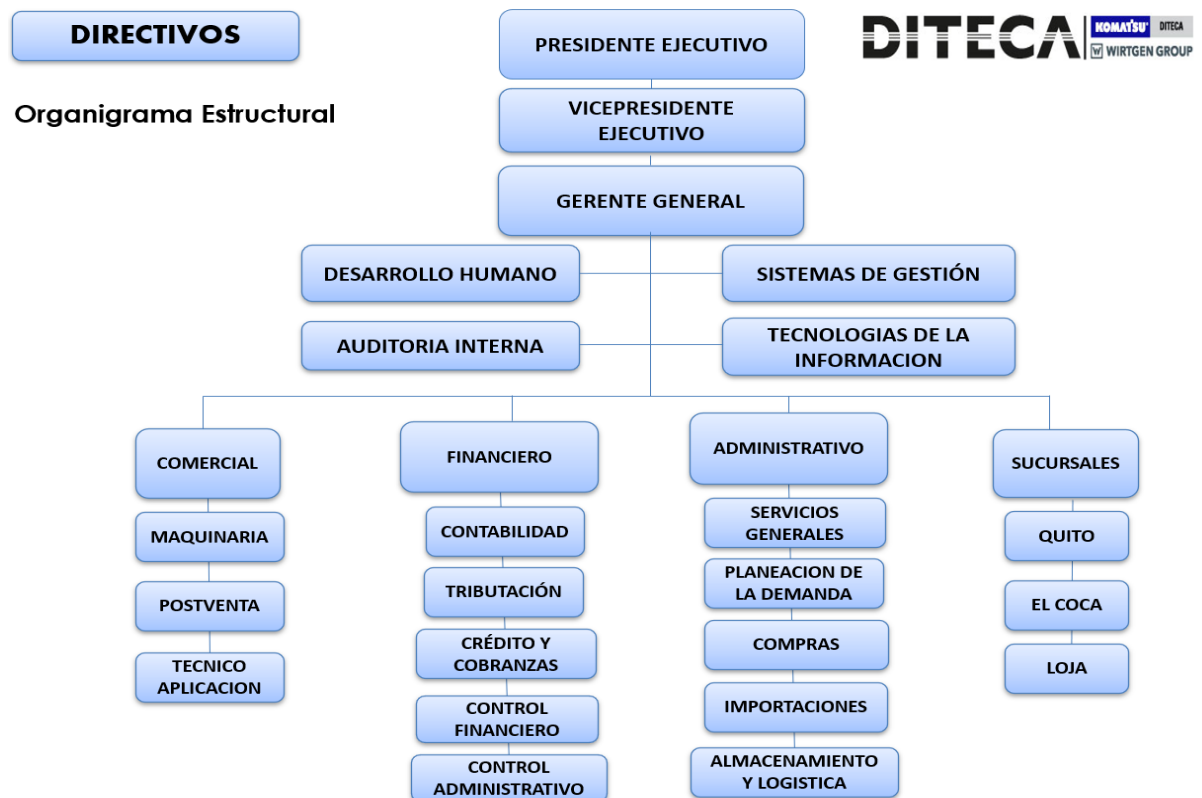 DIRECTIVOS
PRESIDENTE EJECUTIVO
DITECA
KOMATSU DITECA
W WIRTGEN GROUP
Organigrama Estructural
VICEPRESIDENTE
EJECUTIVO
GERENTE GENERAL
DESARROLLO HUMANO
SISTEMAS DE GESTIÓN
AUDITORIA INTERNA
TECNOLOGIAS DE LA
INFORMACION
COMERCIAL
MAQUINARIA
POSTVENTA
TECNICO
APLICACION
FINANCIERO
CONTABILIDAD
TRIBUTACIÓN
CRÉDITO Y
COBRANZAS
CONTROL
FINANCIERO
CONTROL
ADMINISTRATIVO
ADMINISTRATIVO
SERVICIOS
GENERALES
PLANEACION DE
LA DEMANDA
COMPRAS
IMPORTACIONES
ALMACENAMIENTO
Y LOGISTICA
SUCURSALES
QUITO
EL COCA
LOJA